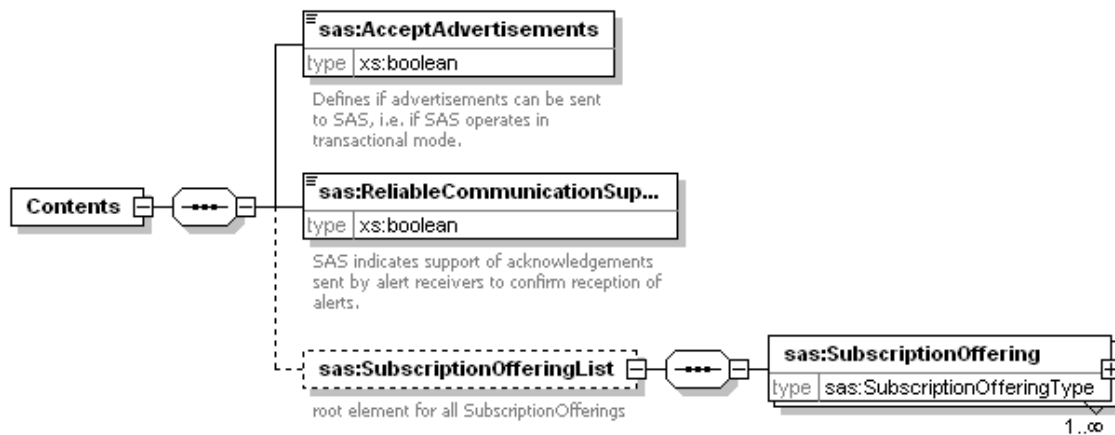 sas:AcceptAdvertisements
type xs:boolean
Defines if advertisements can be sent
to SAS, i.e. if SAS operates in
transactional mode.
Contents
sas:ReliableCommunicationSup...
type xs:boolean
SAS indicates support of acknowledgements
sent by alert receivers to confirm reception of
alerts.
sas:SubscriptionOfferingList
root element for all SubscriptionOfferings
sas:SubscriptionOffering
type sas:SubscriptionOfferingType
1..∞